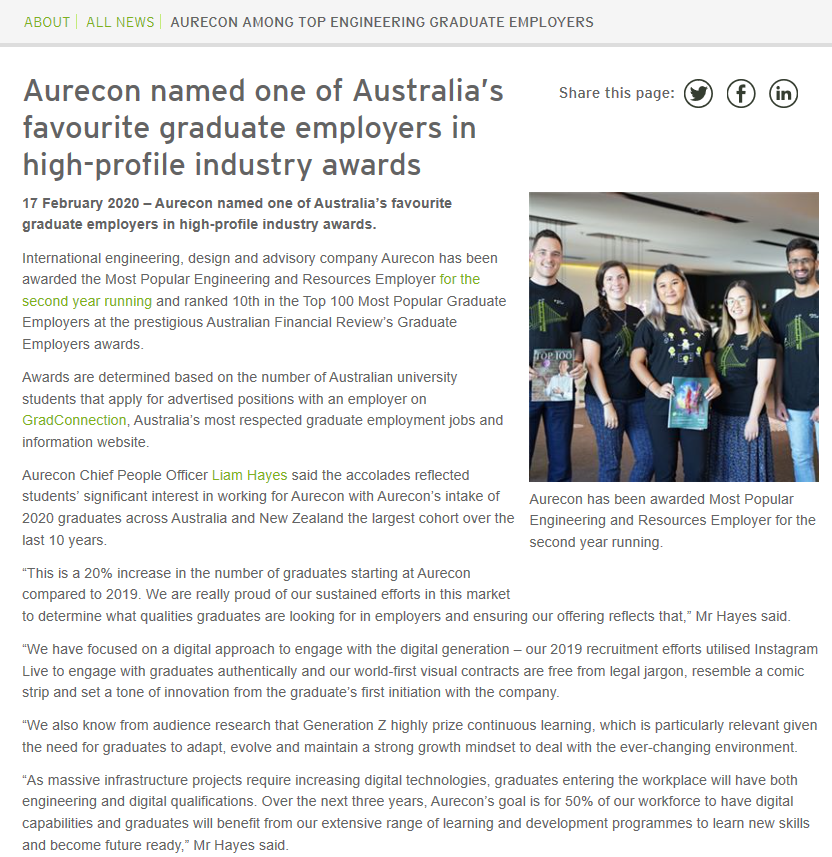 ABOUT | ALL NEWS | AURECON AMONG TOP ENGINEERING GRADUATE EMPLOYERS
Aurecon named one of Australia's
favourite graduate employers in
high-profile industry awards
Share this page:
17 February 2020 – Aurecon named one of Australia's favourite
graduate employers in high-profile industry awards.
International engineering, design and advisory company Aurecon has been
awarded the Most Popular Engineering and Resources Employer for the
second year running and ranked 10th in the Top 100 Most Popular Graduate
Employers at the prestigious Australian Financial Review's Graduate
Employers awards.
Awards are determined based on the number of Australian university
students that apply for advertised positions with an employer on
GradConnection, Australia's most respected graduate employment jobs and
information website.
Aurecon Chief People Officer Liam Hayes said the accolades reflected
students' significant interest in working for Aurecon with Aurecon's intake of
2020 graduates across Australia and New Zealand the largest cohort over the
last 10 years.
TOP 100
Aurecon has been awarded Most Popular
Engineering and Resources Employer for the
second year running.
“This is a 20% increase in the number of graduates starting at Aurecon
compared to 2019. We are really proud of our sustained efforts in this market
to determine what qualities graduates are looking for in employers and ensuring our offering reflects that,” Mr Hayes said.
“We have focused on a digital approach to engage with the digital generation – our 2019 recruitment efforts utilised Instagram
Live to engage with graduates authentically and our world-first visual contracts are free from legal jargon, resemble a comic
strip and set a tone of innovation from the graduate's first initiation with the company.
“We also know from audience research that Generation Z highly prize continuous learning, which is particularly relevant given
the need for graduates to adapt, evolve and maintain a strong growth mindset to deal with the ever-changing environment.
“As massive infrastructure projects require increasing digital technologies, graduates entering the workplace will have both
engineering and digital qualifications. Over the next three years, Aurecon's goal is for 50% of our workforce to have digital
capabilities and graduates will benefit from our extensive range of learning and development programmes to learn new skills
and become future ready,” Mr Hayes said.